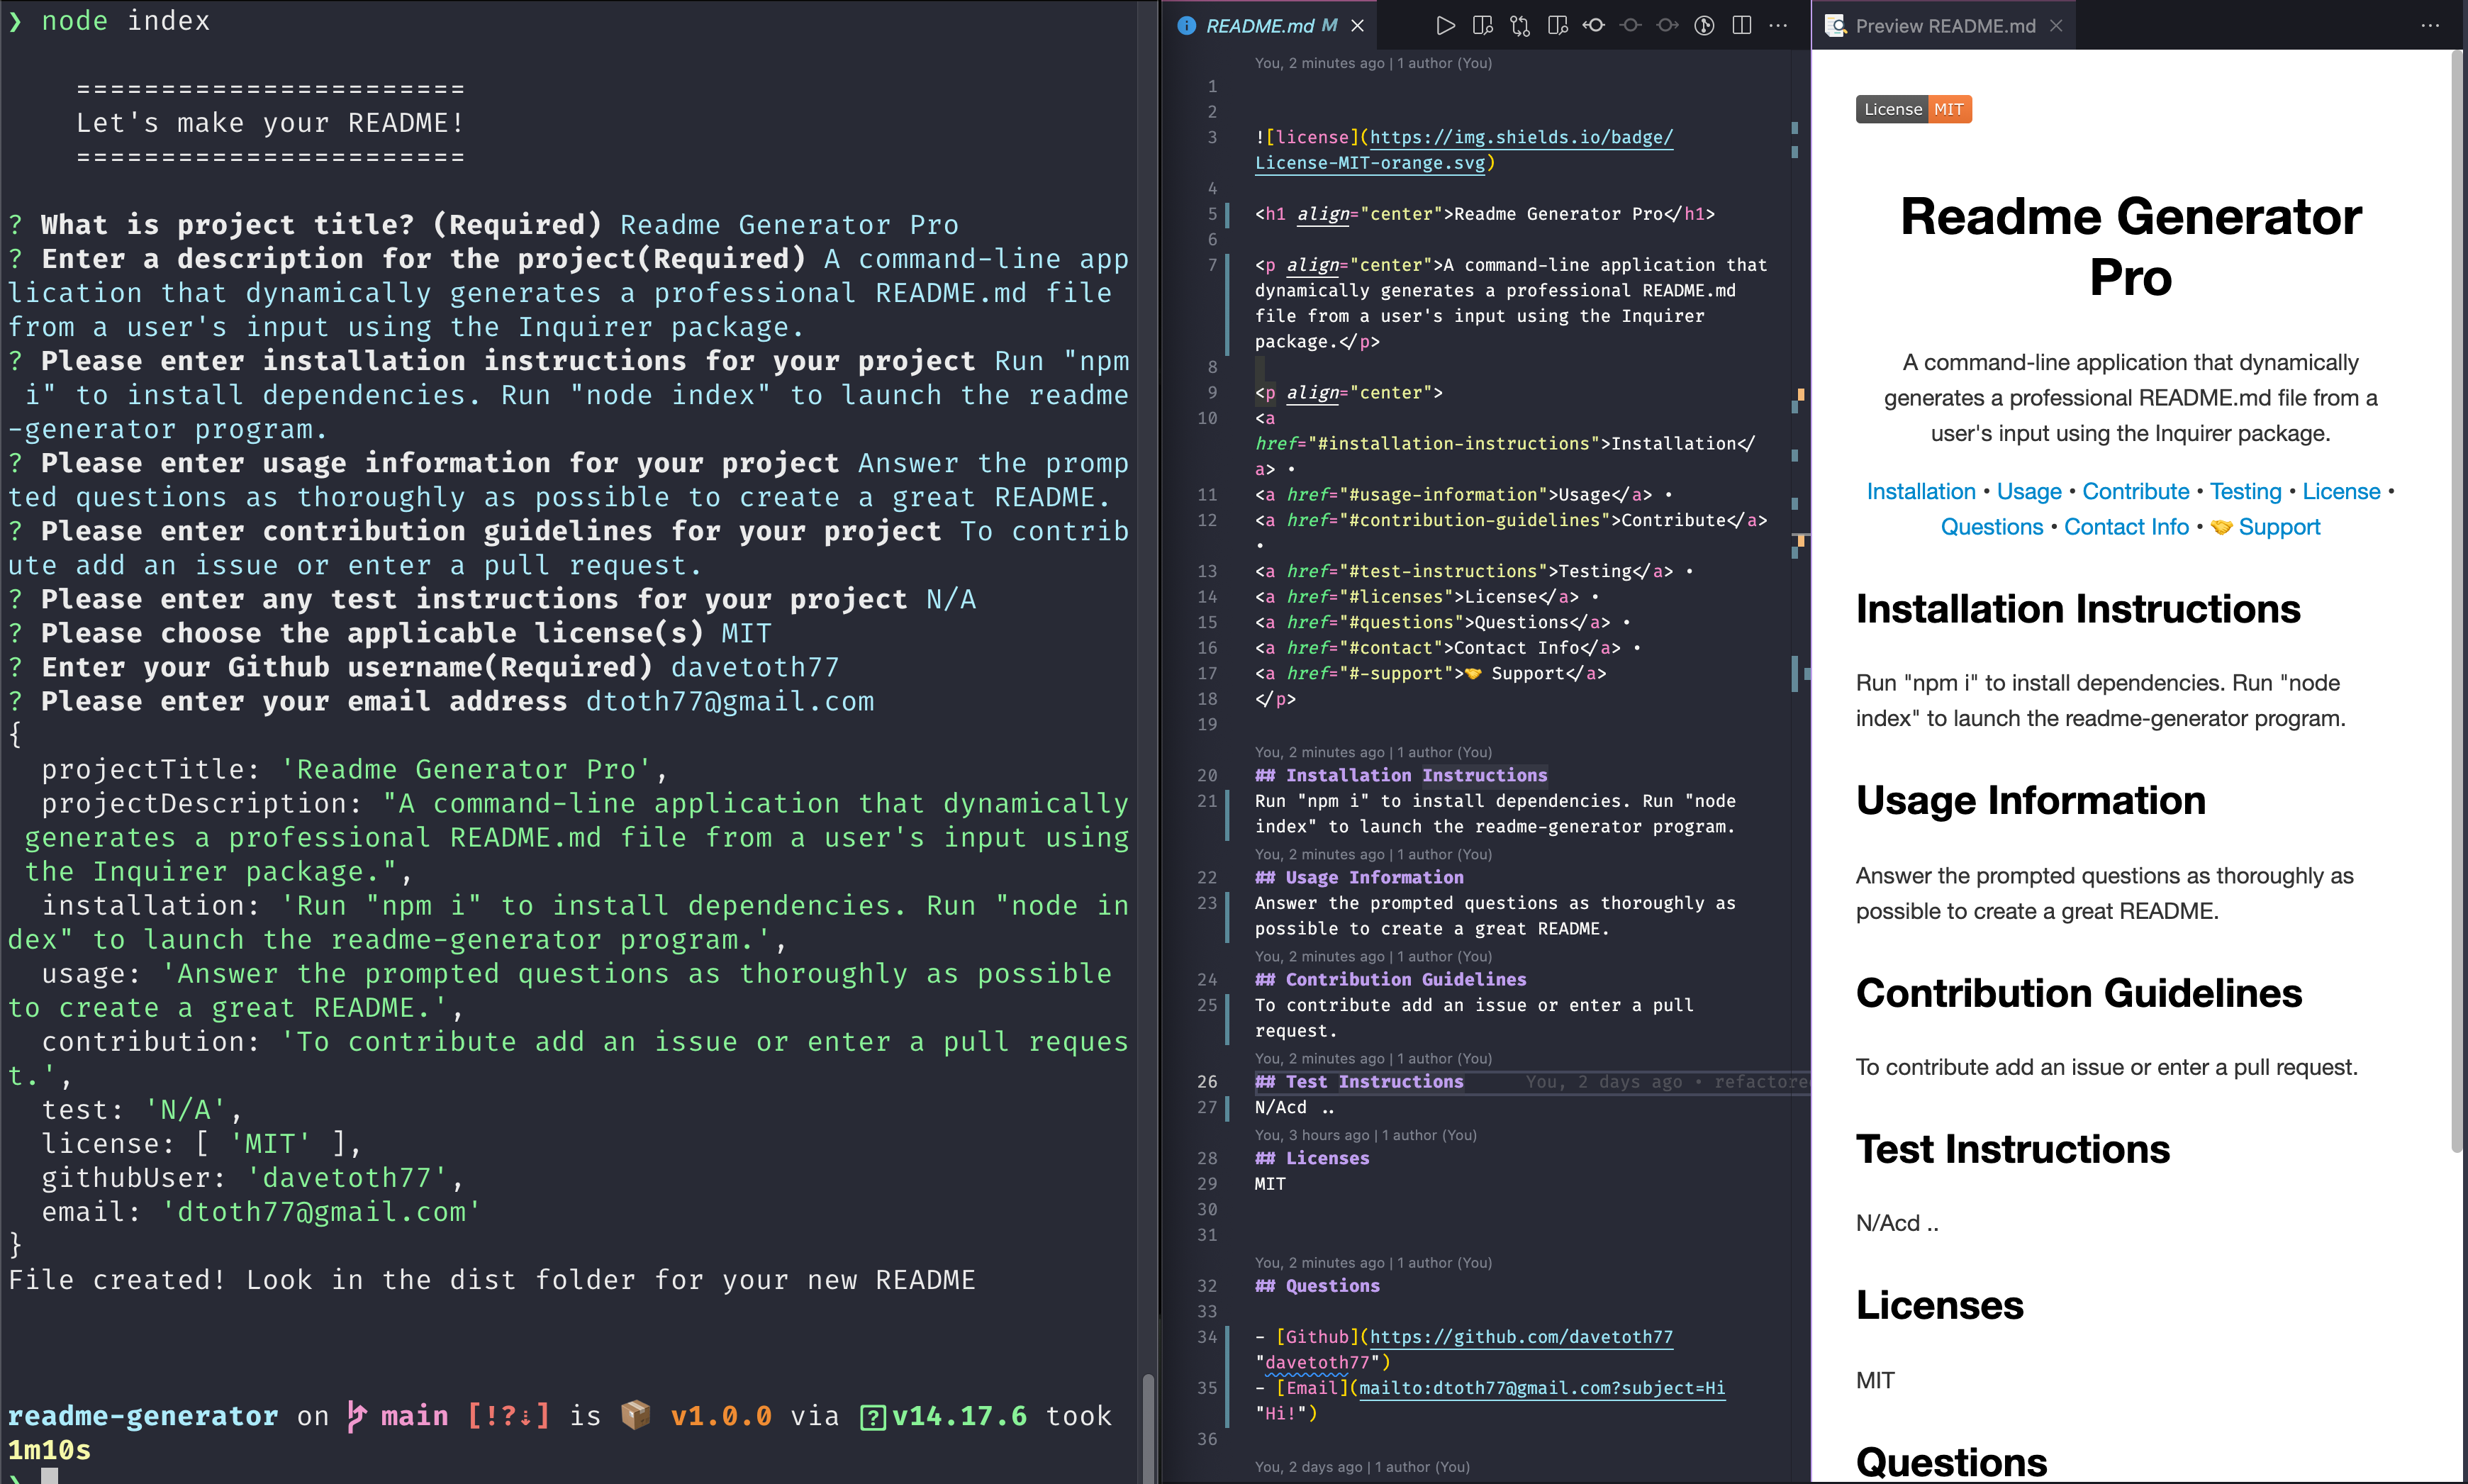 ❯ node index
=======================
Let's make your README!
=======================
? What is project title? (Required) Readme Generator Pro
? Enter a description for the project(Required) A command-line app
lication that dynamically generates a professional README.md file
from a user's input using the Inquirer package.
? Please enter installation instructions for your project Run "npm
i" to install dependencies. Run "node index" to launch the readme
-generator program.
? Please enter usage information for your project Answer the promp
ted questions as thoroughly as possible to create a great README.
? Please enter contribution guidelines for your project To contrib
ute add an issue or enter a pull request.
? Please enter any test instructions for your project N/A
? Please choose the applicable license(s) MIT
? Enter your Github username(Required) davetoth77
? Please enter your email address dtoth77@gmail.com
{
projectTitle: 'Readme Generator Pro',
projectDescription: "A command-line application that dynamically
generates a professional README.md file from a user's input using
the Inquirer package.",
installation: 'Run "npm i" to install dependencies. Run "node in
dex" to launch the readme-generator program.',
usage: 'Answer the prompted questions as thoroughly as possible
to create a great README.',
contribution: 'To contribute add an issue or enter a pull reques
t.',
test: 'N/A',
license: [ 'MIT' ],
githubUser: 'davetoth77',
email: 'dtoth77@gmail.com'
}
File created! Look in the dist folder for your new README
readme-generator on main [!?⇣] is 📦 v1.0.0 via v14.17.6 took
1m10s
❯
README.md M
You, 2 minutes ago | 1 author (You)
1
2
3 ![license](https://img.shields.io/badge/
License-MIT-orange.svg)
4
5 <h1 align="center">Readme Generator Pro</h1>
6
7 <p align="center">A command-line application that
dynamically generates a professional README.md
file from a user's input using the Inquirer
package.</p>
8
9 <p align="center">
10 <a
href="#installation-instructions">Installation</
a> •
11 <a href="#usage-information">Usage</a> •
12 <a href="#contribution-guidelines">Contribute</a>
•
13 <a href="#test-instructions">Testing</a> •
14 <a href="#licenses">License</a> •
15 <a href="#questions">Questions</a> •
16 <a href="#contact">Contact Info</a> •
17 <a href="#-support">🤝 Support</a>
18 </p>
19
You, 2 minutes ago | 1 author (You)
20 ## Installation Instructions
21 Run "npm i" to install dependencies. Run "node
index" to launch the readme-generator program.
You, 2 minutes ago | 1 author (You)
22 ## Usage Information
23 Answer the prompted questions as thoroughly as
possible to create a great README.
You, 2 minutes ago | 1 author (You)
24 ## Contribution Guidelines
25 To contribute add an issue or enter a pull
request.
You, 2 minutes ago | 1 author (You)
26 ## Test Instructions You, 2 days ago • refactore
27 N/Acd ..
You, 3 hours ago | 1 author (You)
28 ## Licenses
29 MIT
30
31
You, 2 minutes ago | 1 author (You)
32 ## Questions
33
34 - [Github](https://github.com/davetoth77
"davetoth77")
35 - [Email](mailto:dtoth77@gmail.com?subject=Hi
"Hi!")
36
You, 2 days ago | 1 author (You)
Preview README.md
License MIT
Readme Generator
Pro
A command-line application that dynamically
generates a professional README.md file from a
user's input using the Inquirer package.
Installation • Usage • Contribute • Testing • License •
Questions • Contact Info • 🤝 Support
Installation Instructions
Run "npm i" to install dependencies. Run "node
index" to launch the readme-generator program.
Usage Information
Answer the prompted questions as thoroughly as
possible to create a great README.
Contribution Guidelines
To contribute add an issue or enter a pull request.
Test Instructions
N/Acd ..
Licenses
MIT
Questions